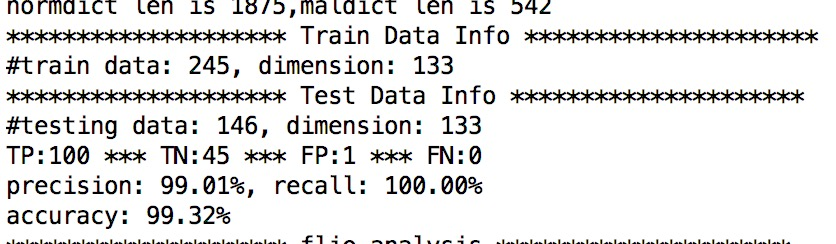 normdict len is 1875,maldict len is 542
******************** Train Data Info *********************
#train data: 245, dimension: 133
******************** Test Data Info *********************
#testing data: 146, dimension: 133
TP:100 *** TN:45 *** FP:1 *** FN:0
precision: 99.01%, recall: 100.00%
accuracy: 99.32%
******************** flip analysis *********************